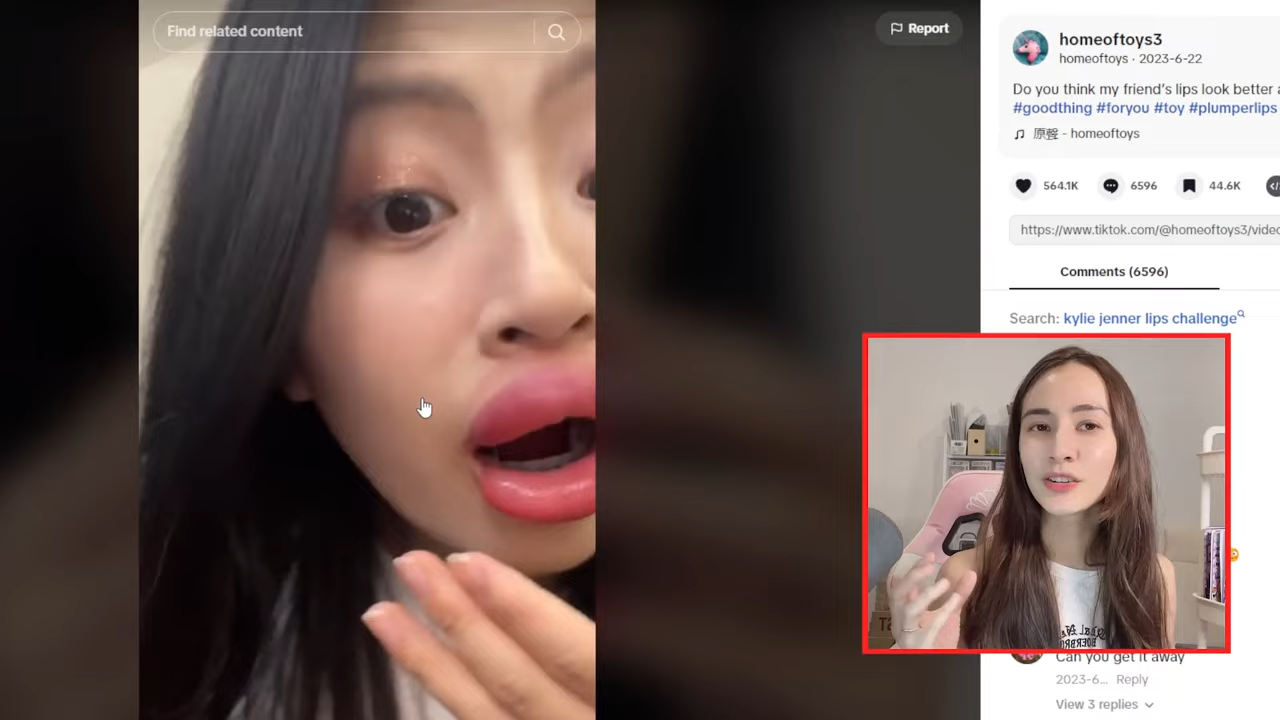 Find related content
Report
homeoftoys3
homeoftoys · 2023-6-22
Do you think my friend's lips look better a
#goodthing #foryou #toy #plumperlips
原聲 - homeoftoys
564.1K
6596
44.6K
https://www.tiktok.com/@homeoftoys3/video
Comments (6596)
Search: kylie jenner lips challenge
Can you get it away
2023-6... Reply
View 3 replies